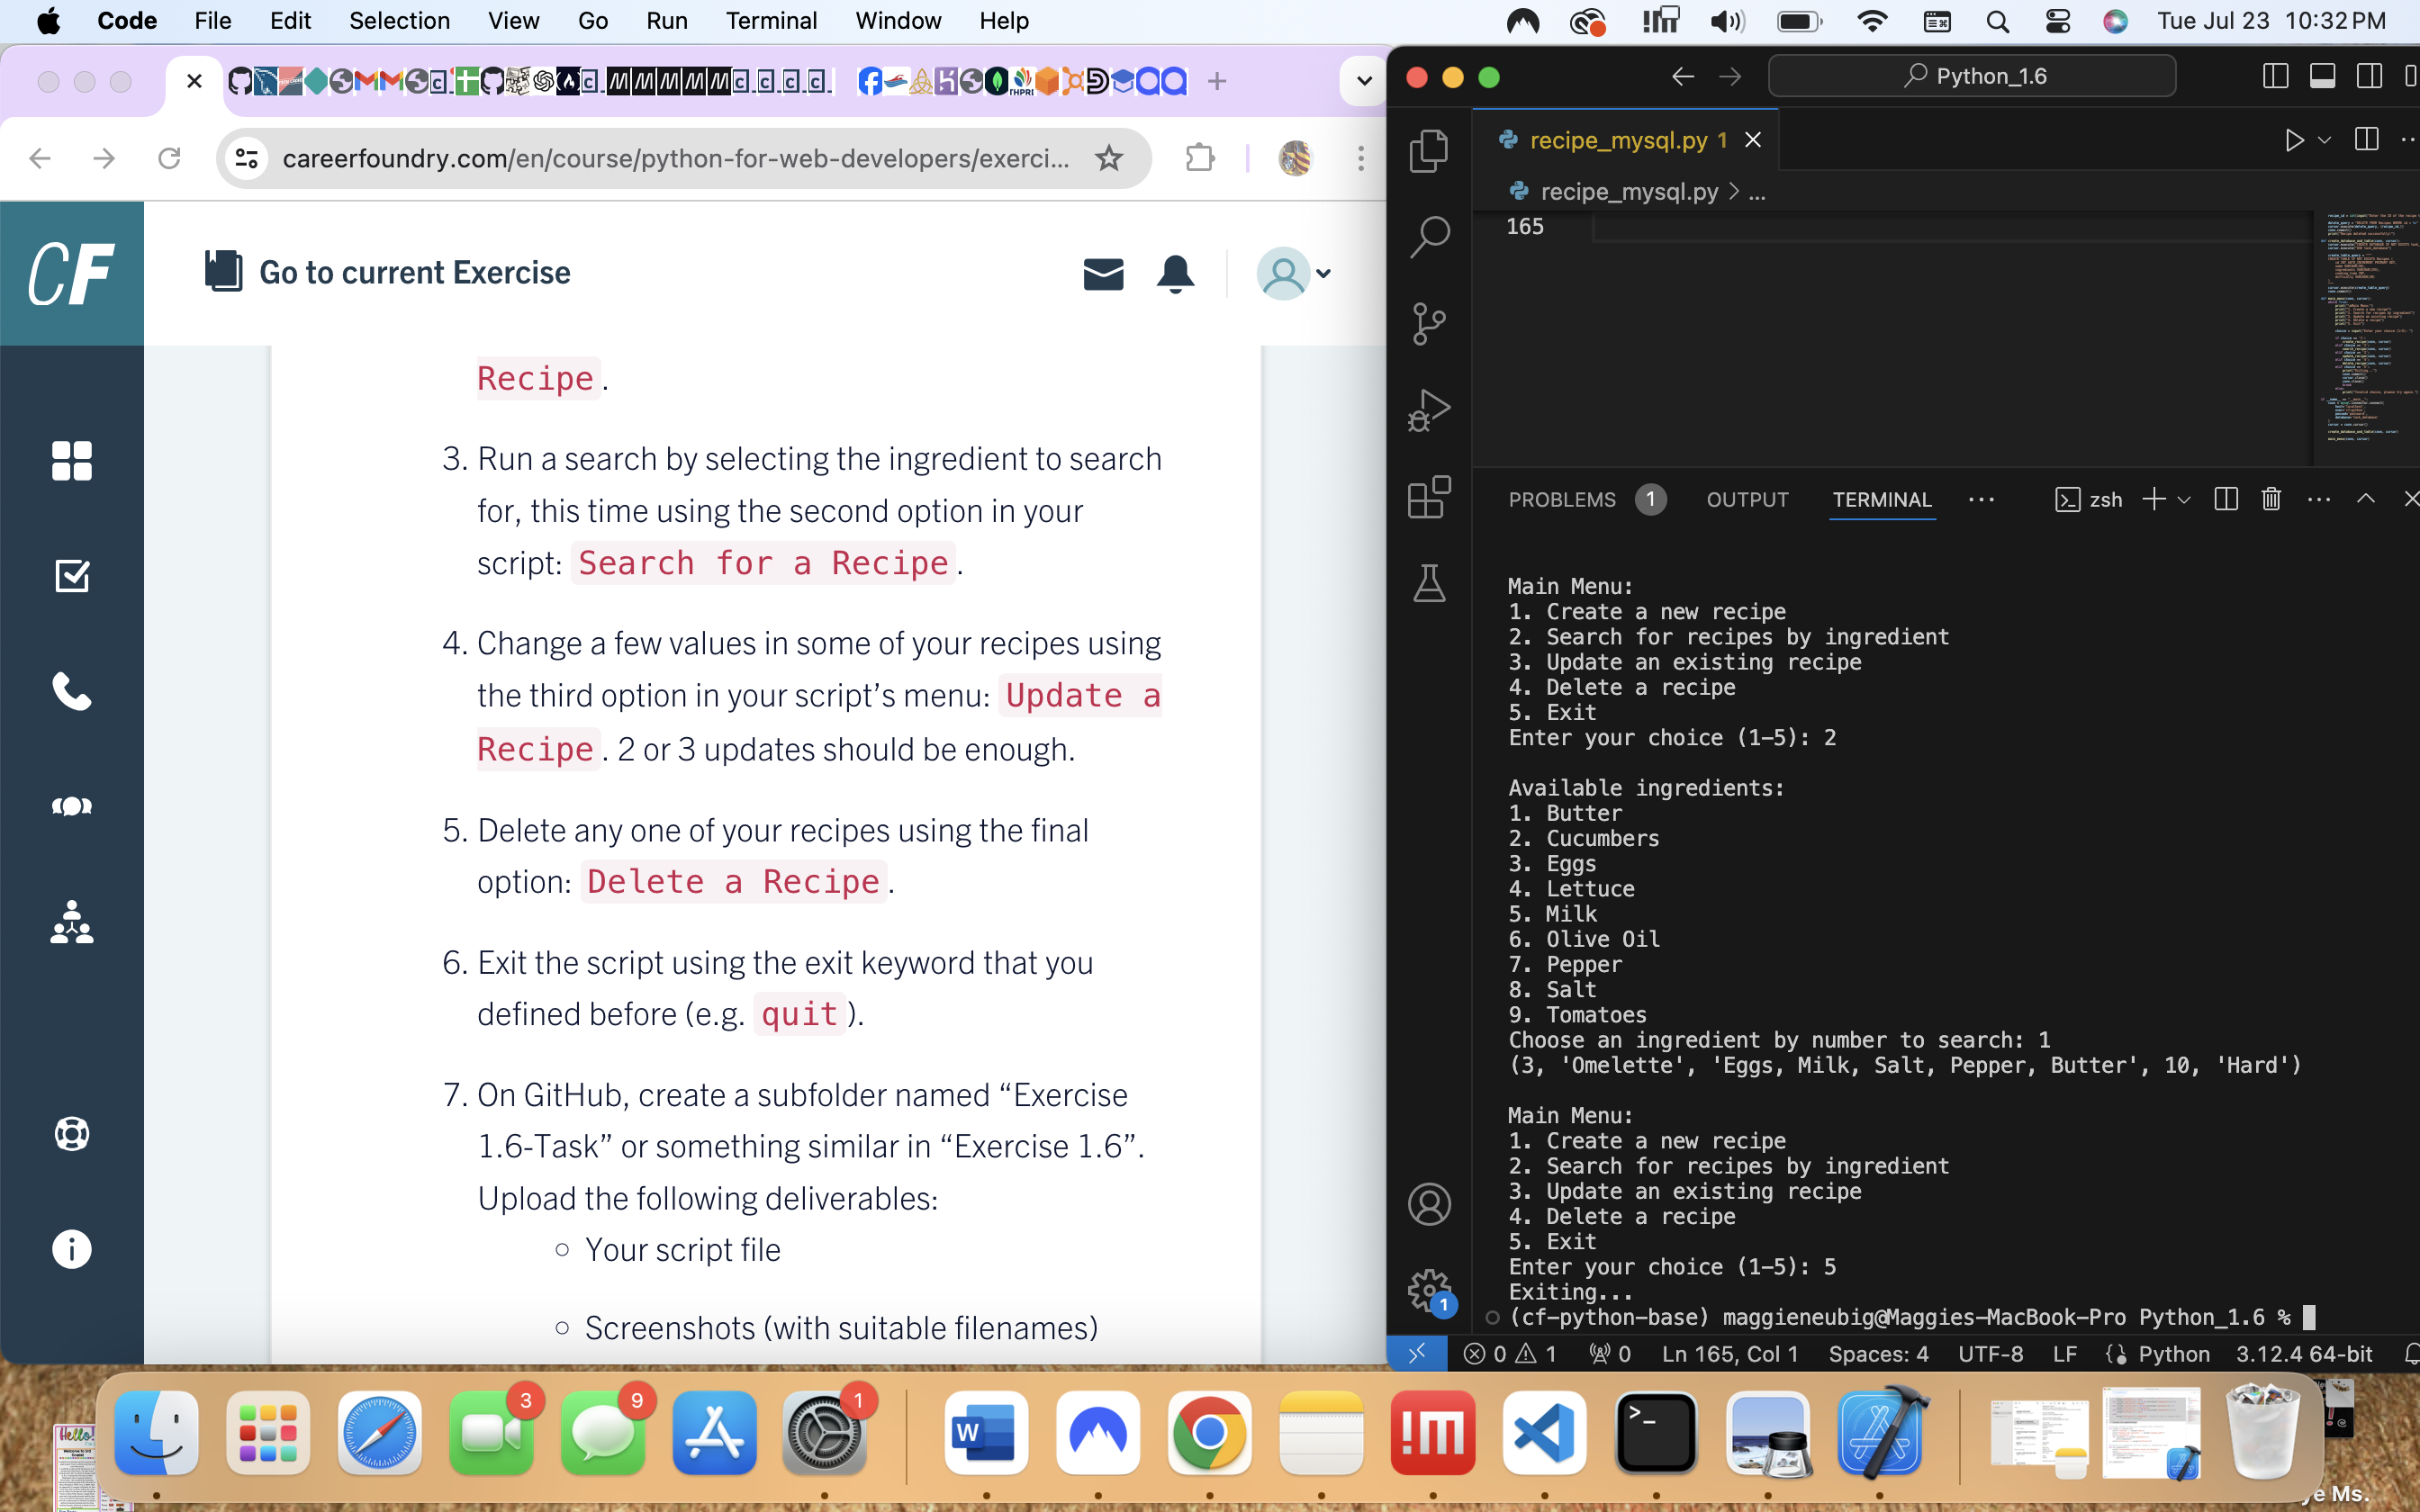 Code File Edit Selection View Go Run Terminal Window Help Tue Jul 23 10:32 PM
careerfoundry.com/en/course/python-for-web-developers/exerci...
CF Go to current Exercise
Recipe.
3. Run a search by selecting the ingredient to search
for, this time using the second option in your
script: Search for a Recipe.
4. Change a few values in some of your recipes using
the third option in your script’s menu: Update a
Recipe. 2 or 3 updates should be enough.
5. Delete any one of your recipes using the final
option: Delete a Recipe.
6. Exit the script using the exit keyword that you
defined before (e.g. quit).
7. On GitHub, create a subfolder named “Exercise
1.6-Task” or something similar in “Exercise 1.6”.
Upload the following deliverables:
○ Your script file
○ Screenshots (with suitable filenames)
Python_1.6
recipe_mysql.py 1
recipe_mysql.py > ...
165
PROBLEMS 1 OUTPUT TERMINAL ... zsh
Main Menu:
1. Create a new recipe
2. Search for recipes by ingredient
3. Update an existing recipe
4. Delete a recipe
5. Exit
Enter your choice (1-5): 2
Available ingredients:
1. Butter
2. Cucumbers
3. Eggs
4. Lettuce
5. Milk
6. Olive Oil
7. Pepper
8. Salt
9. Tomatoes
Choose an ingredient by number to search: 1
(3, 'Omelette', 'Eggs, Milk, Salt, Pepper, Butter', 10, 'Hard')
Main Menu:
1. Create a new recipe
2. Search for recipes by ingredient
3. Update an existing recipe
4. Delete a recipe
5. Exit
Enter your choice (1-5): 5
Exiting...
(cf-python-base) maggieneubig@Maggies-MacBook-Pro Python_1.6 %
1
0 1 0 Ln 165, Col 1 Spaces: 4 UTF-8 LF Python 3.12.4 64-bit
3 9 1
Hello!
W !M >_
Ms.